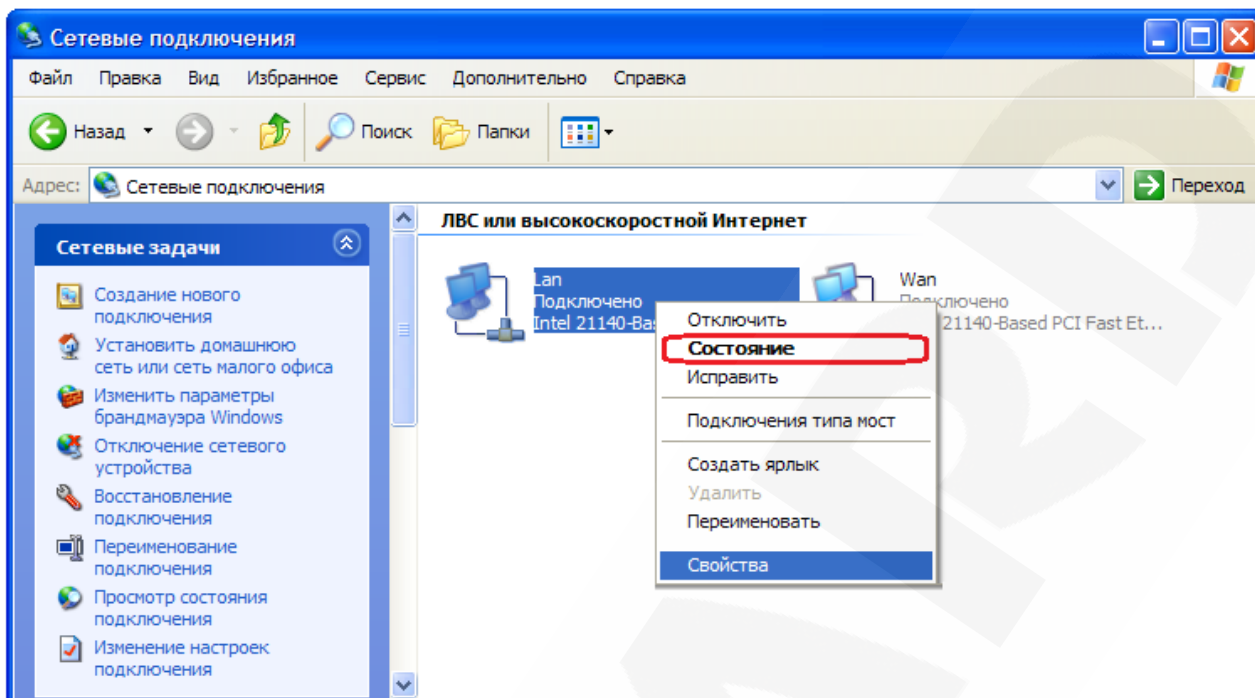 Сетевые подключения
Файл Правка Вид Избранное Сервис Дополнительно Справка
Назад Поиск Папки
Адрес: Сетевые подключения Переход
Сетевые задачи
Создание нового
подключения
Установить домашнюю
сеть или сеть малого офиса
Изменить параметры
брандмауэра Windows
Отключение сетевого
устройства
Восстановление
подключения
Переименование
подключения
Просмотр состояния
подключения
Изменение настроек
подключения
ЛВС или высокоскоростной Интернет
Lan
Подключено
Intel 21140-Ba
Wan
Подключено
21140-Based PCI Fast Et...
Отключить
Состояние
Исправить
Подключения типа мост
Создать ярлык
Удалить
Переименовать
Свойства